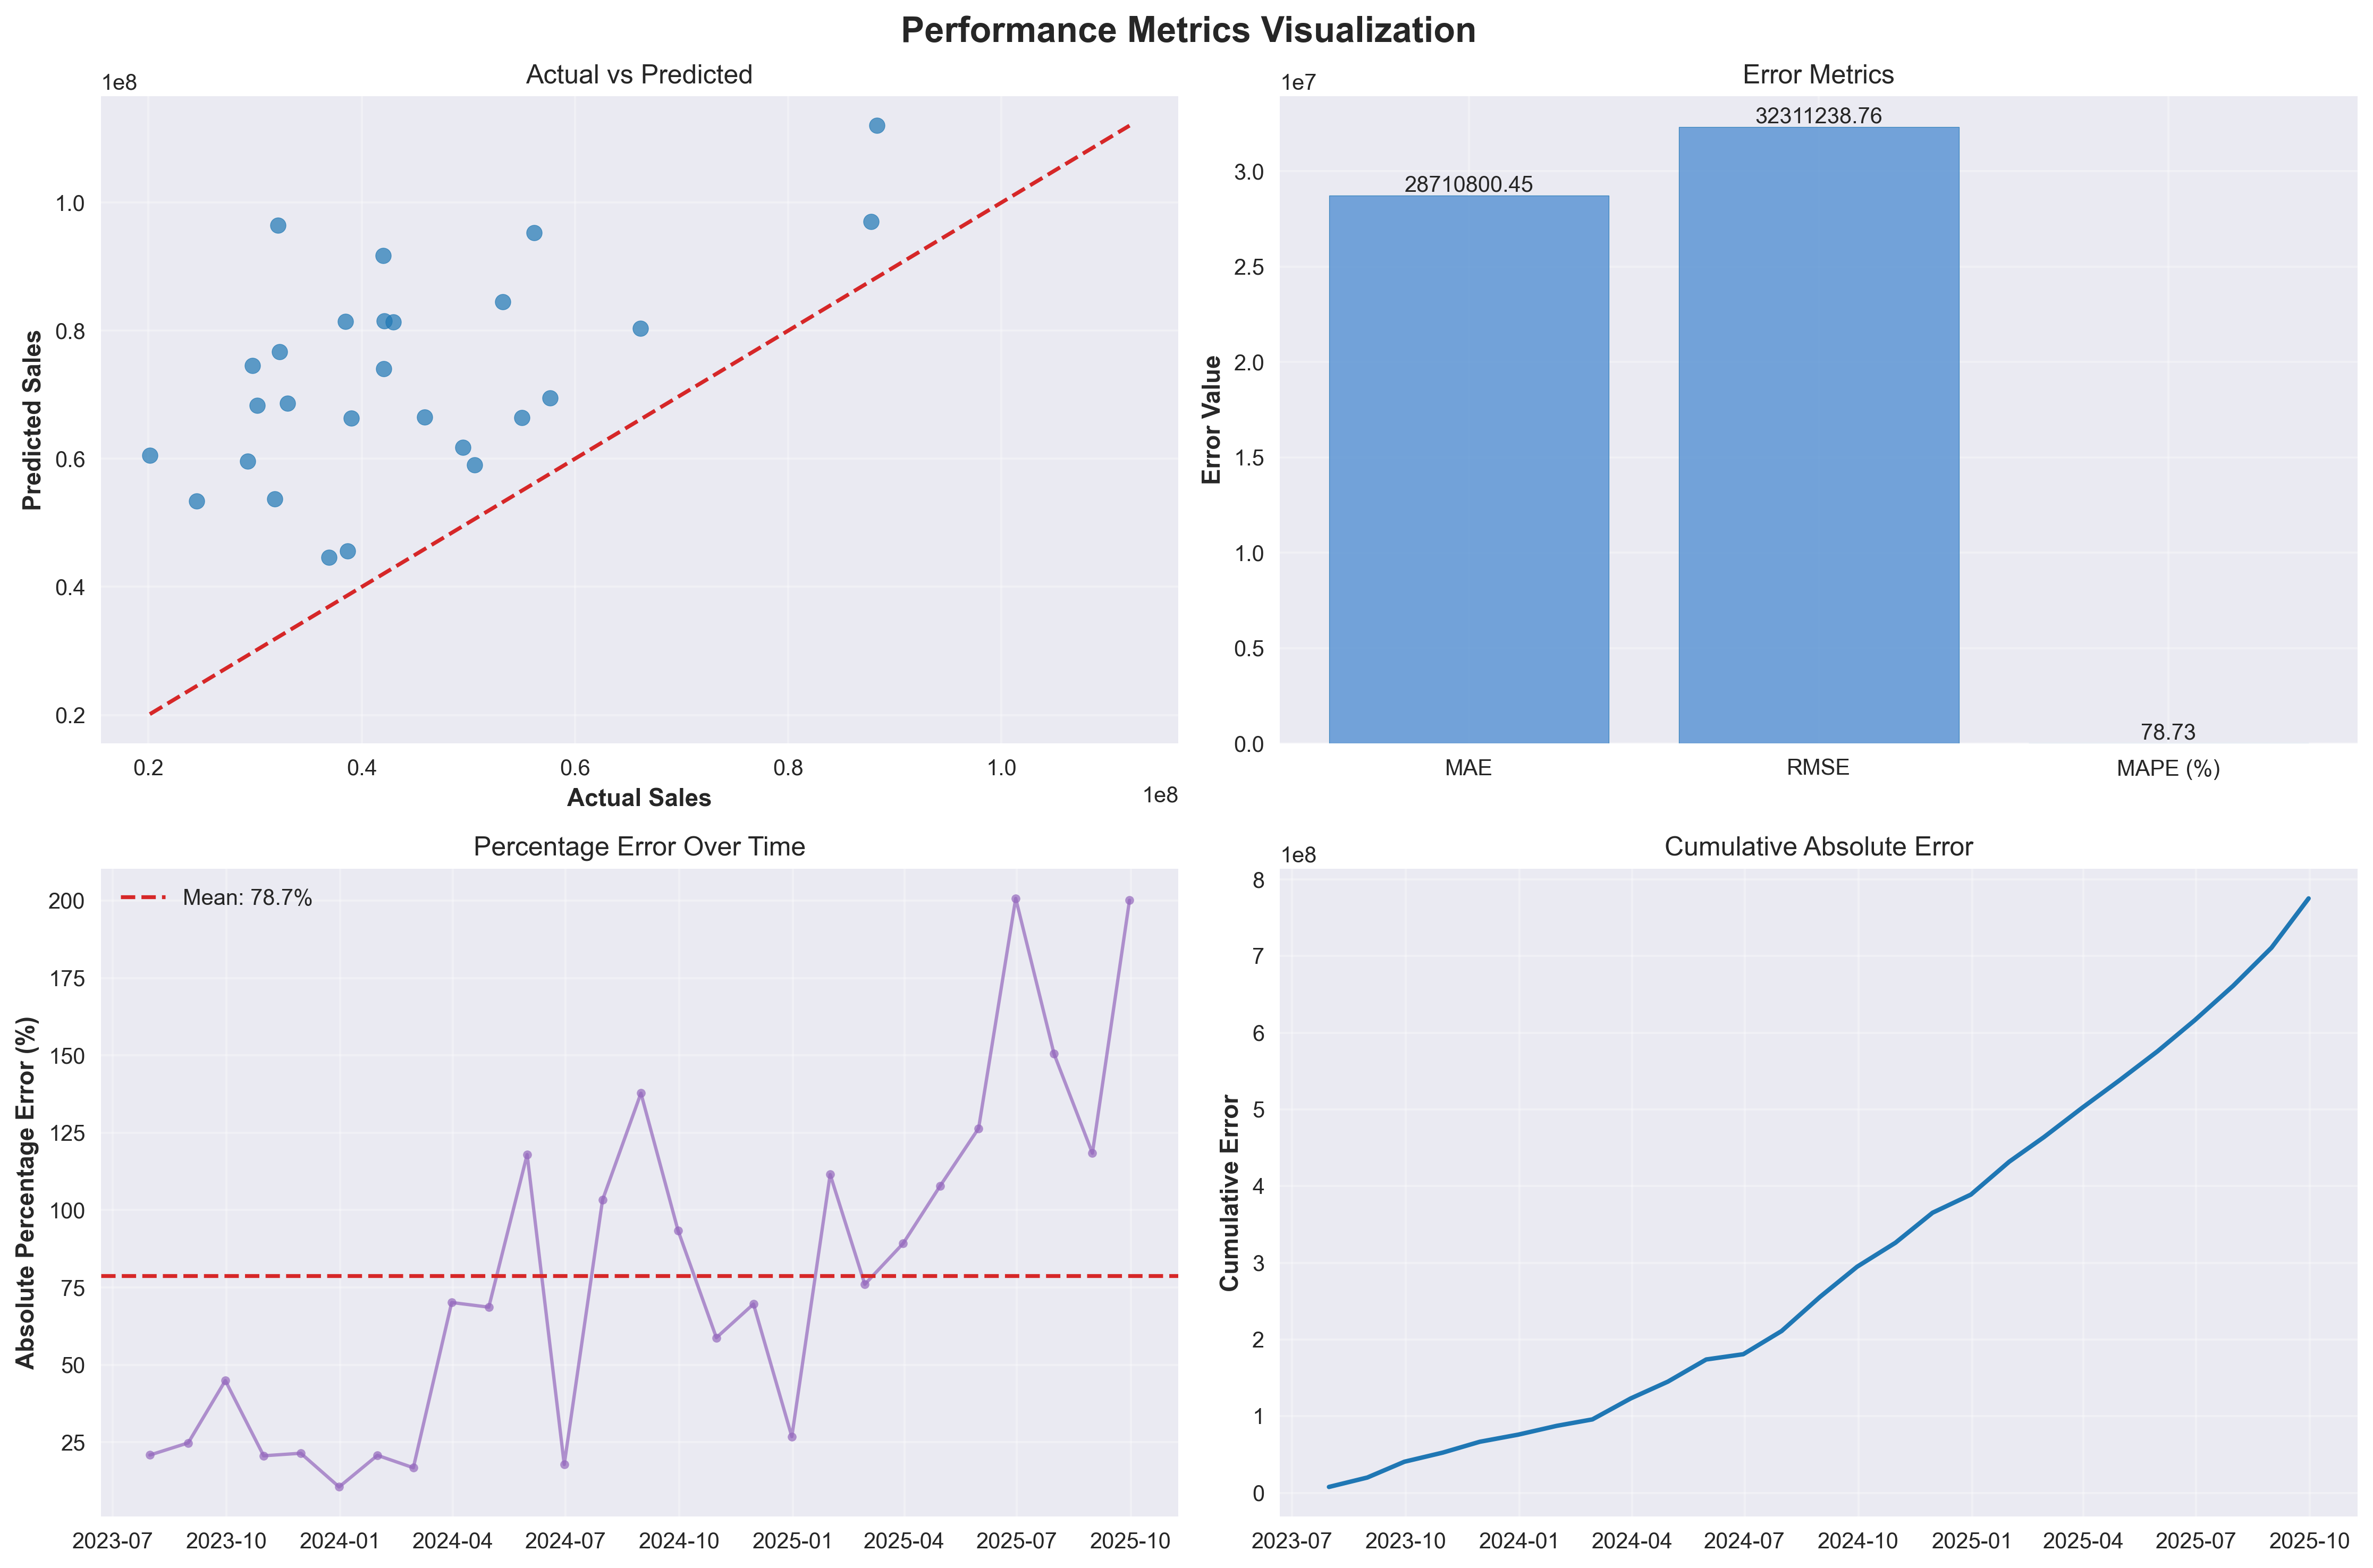 Performance Metrics Visualization
Actual vs Predicted
1e8
1.0
0.8
0.6
0.4
0.2
Predicted Sales
0.2 0.4 0.6 0.8 1.0
Actual Sales
1e8
Error Metrics
1e7
32311238.76
28710800.45
78.73
3.0
2.5
2.0
1.5
1.0
0.5
0.0
Error Value
MAE RMSE MAPE (%)
Percentage Error Over Time
Mean: 78.7%
200
175
150
125
100
75
50
25
Absolute Percentage Error (%)
2023-07 2023-10 2024-01 2024-04 2024-07 2024-10 2025-01 2025-04 2025-07 2025-10
Cumulative Absolute Error
1e8
8
7
6
5
4
3
2
1
0
Cumulative Error
2023-07 2023-10 2024-01 2024-04 2024-07 2024-10 2025-01 2025-04 2025-07 2025-10